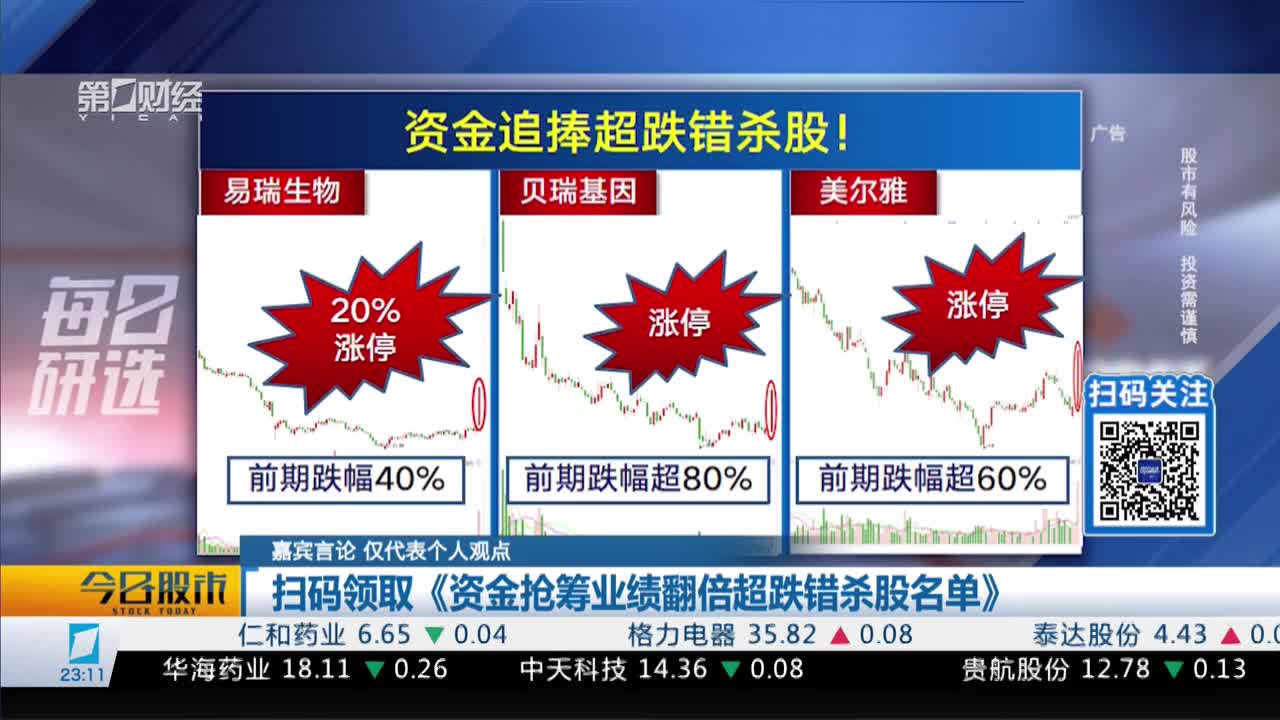 第一财经
YICAI
资金追捧超跌错杀股!
广告
股市有风险 投资需谨慎
易瑞生物
贝瑞基因
美尔雅
20%
涨停
涨停
涨停
每日
研选
扫码关注
前期跌幅40%
前期跌幅超80%
前期跌幅超60%
嘉宾言论 仅代表个人观点
今日股市
STOCK TODAY
扫码领取《资金抢筹业绩翻倍超跌错杀股名单》
仁和药业 6.65 ▼ 0.04 格力电器 35.82 ▲ 0.08 泰达股份 4.43 ▲ 0.0
23:11
华海药业 18.11 ▼ 0.26 中天科技 14.36 ▼ 0.08 贵航股份 12.78 ▼ 0.13